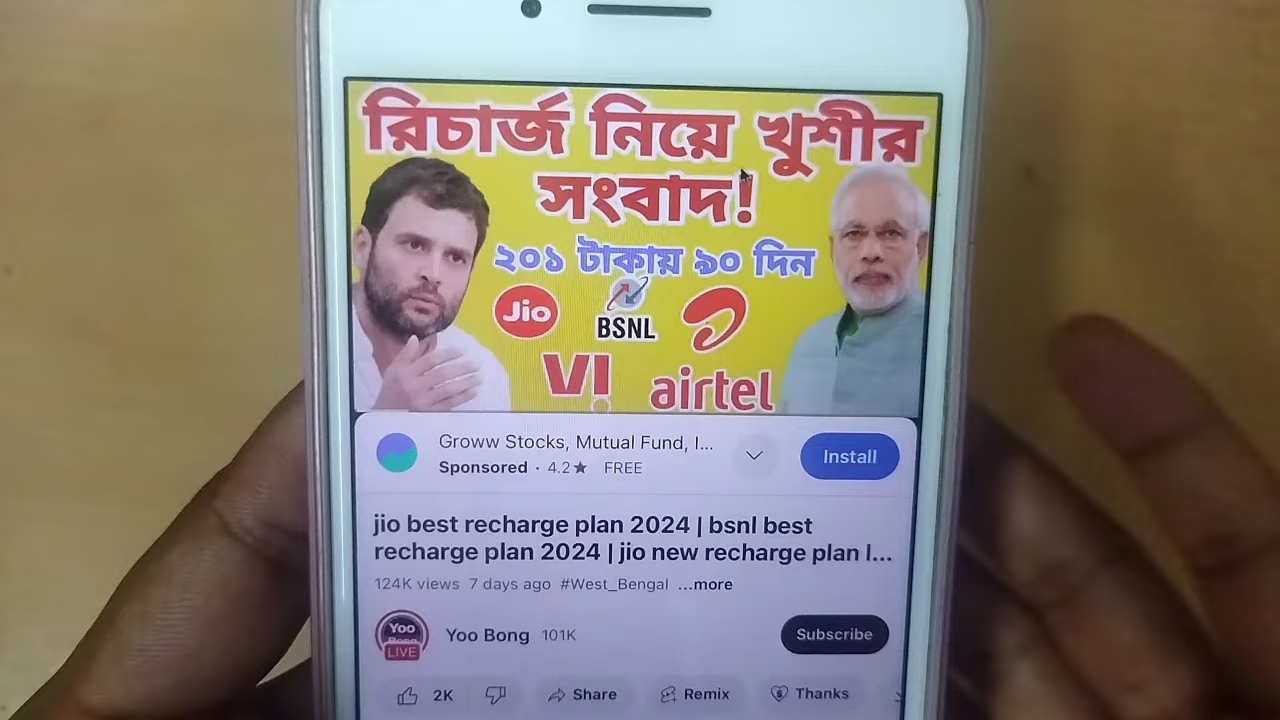 রিচার্জ নিয়ে খুশীর
সংবাদ!
২০১ টাকায় ৯০ দিন
Jio
BSNL
VI
airtel
Groww Stocks, Mutual Fund, I...
Sponsored · 4.2★ FREE
Install
jio best recharge plan 2024 | bsnl best
recharge plan 2024 | jio new recharge plan l...
124K views 7 days ago #West_Bengal ...more
Yoo
Bong
LIVE
Yoo Bong 101K
Subscribe
2K
Share
Remix
Thanks